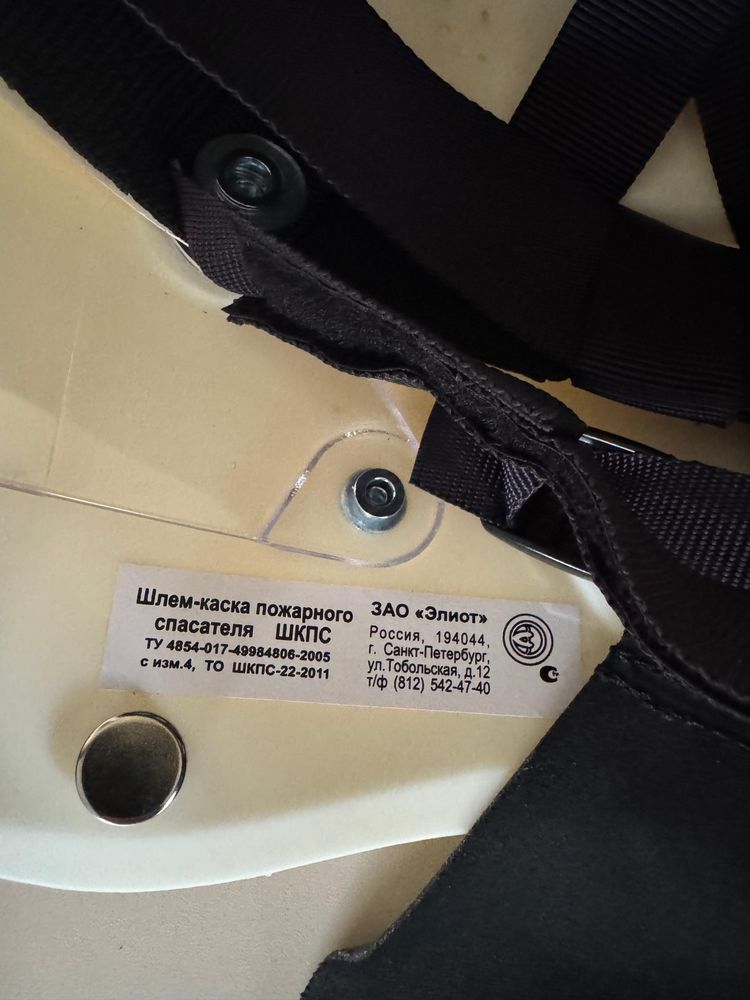 Шлем-каска пожарного
спасателя ШКПС
ТУ 4854-017-49984806-2005
с изм.4, ТО ШКПС-22-2011
ЗАО «Элиот»
Россия, 194044,
г. Санкт-Петербург,
ул.Тобольская, д.12
т/ф (812) 542-47-40